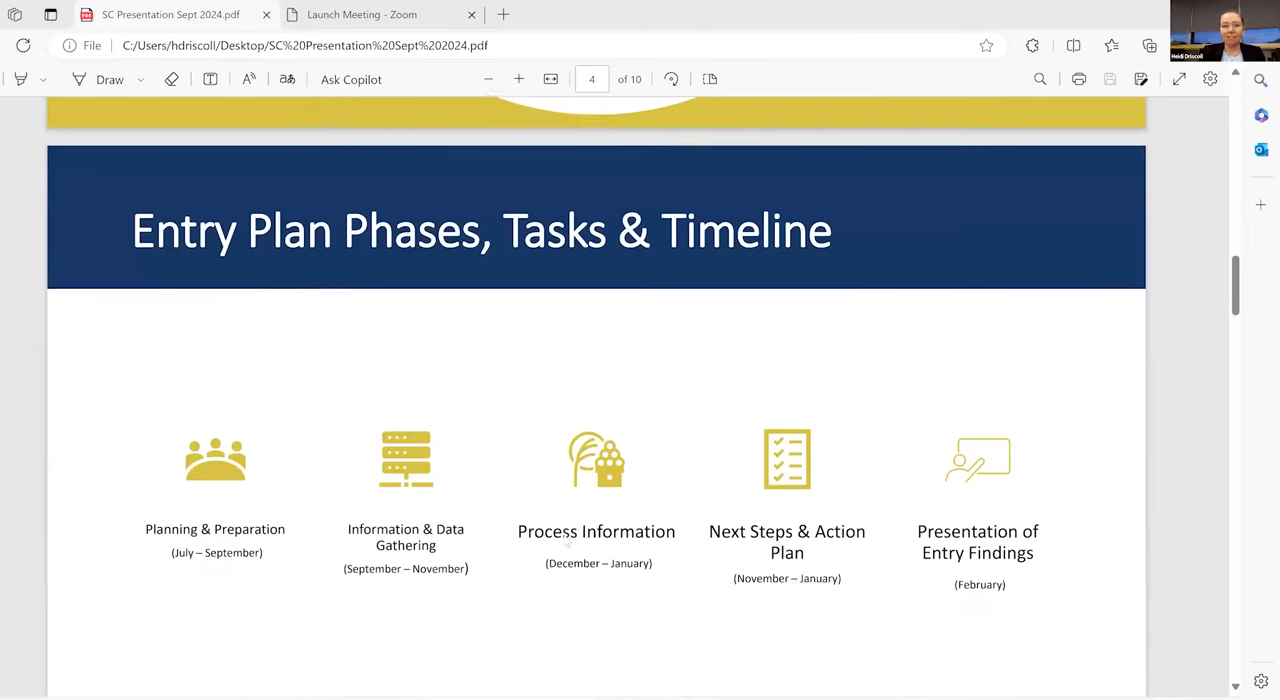 SC Presentation Sept 2024.pdf
Launch Meeting - Zoom
File
C:/Users/hdriscoll/Desktop/SC%20Presentation%20Sept%202024.pdf
Heidi Driscoll
Draw
Ask Copilot
4
of 10
Entry Plan Phases, Tasks & Timeline
Planning & Preparation
(July – September)
Information & Data
Gathering
(September – November)
Process Information
(December – January)
Next Steps & Action
Plan
(November – January)
Presentation of
Entry Findings
(February)